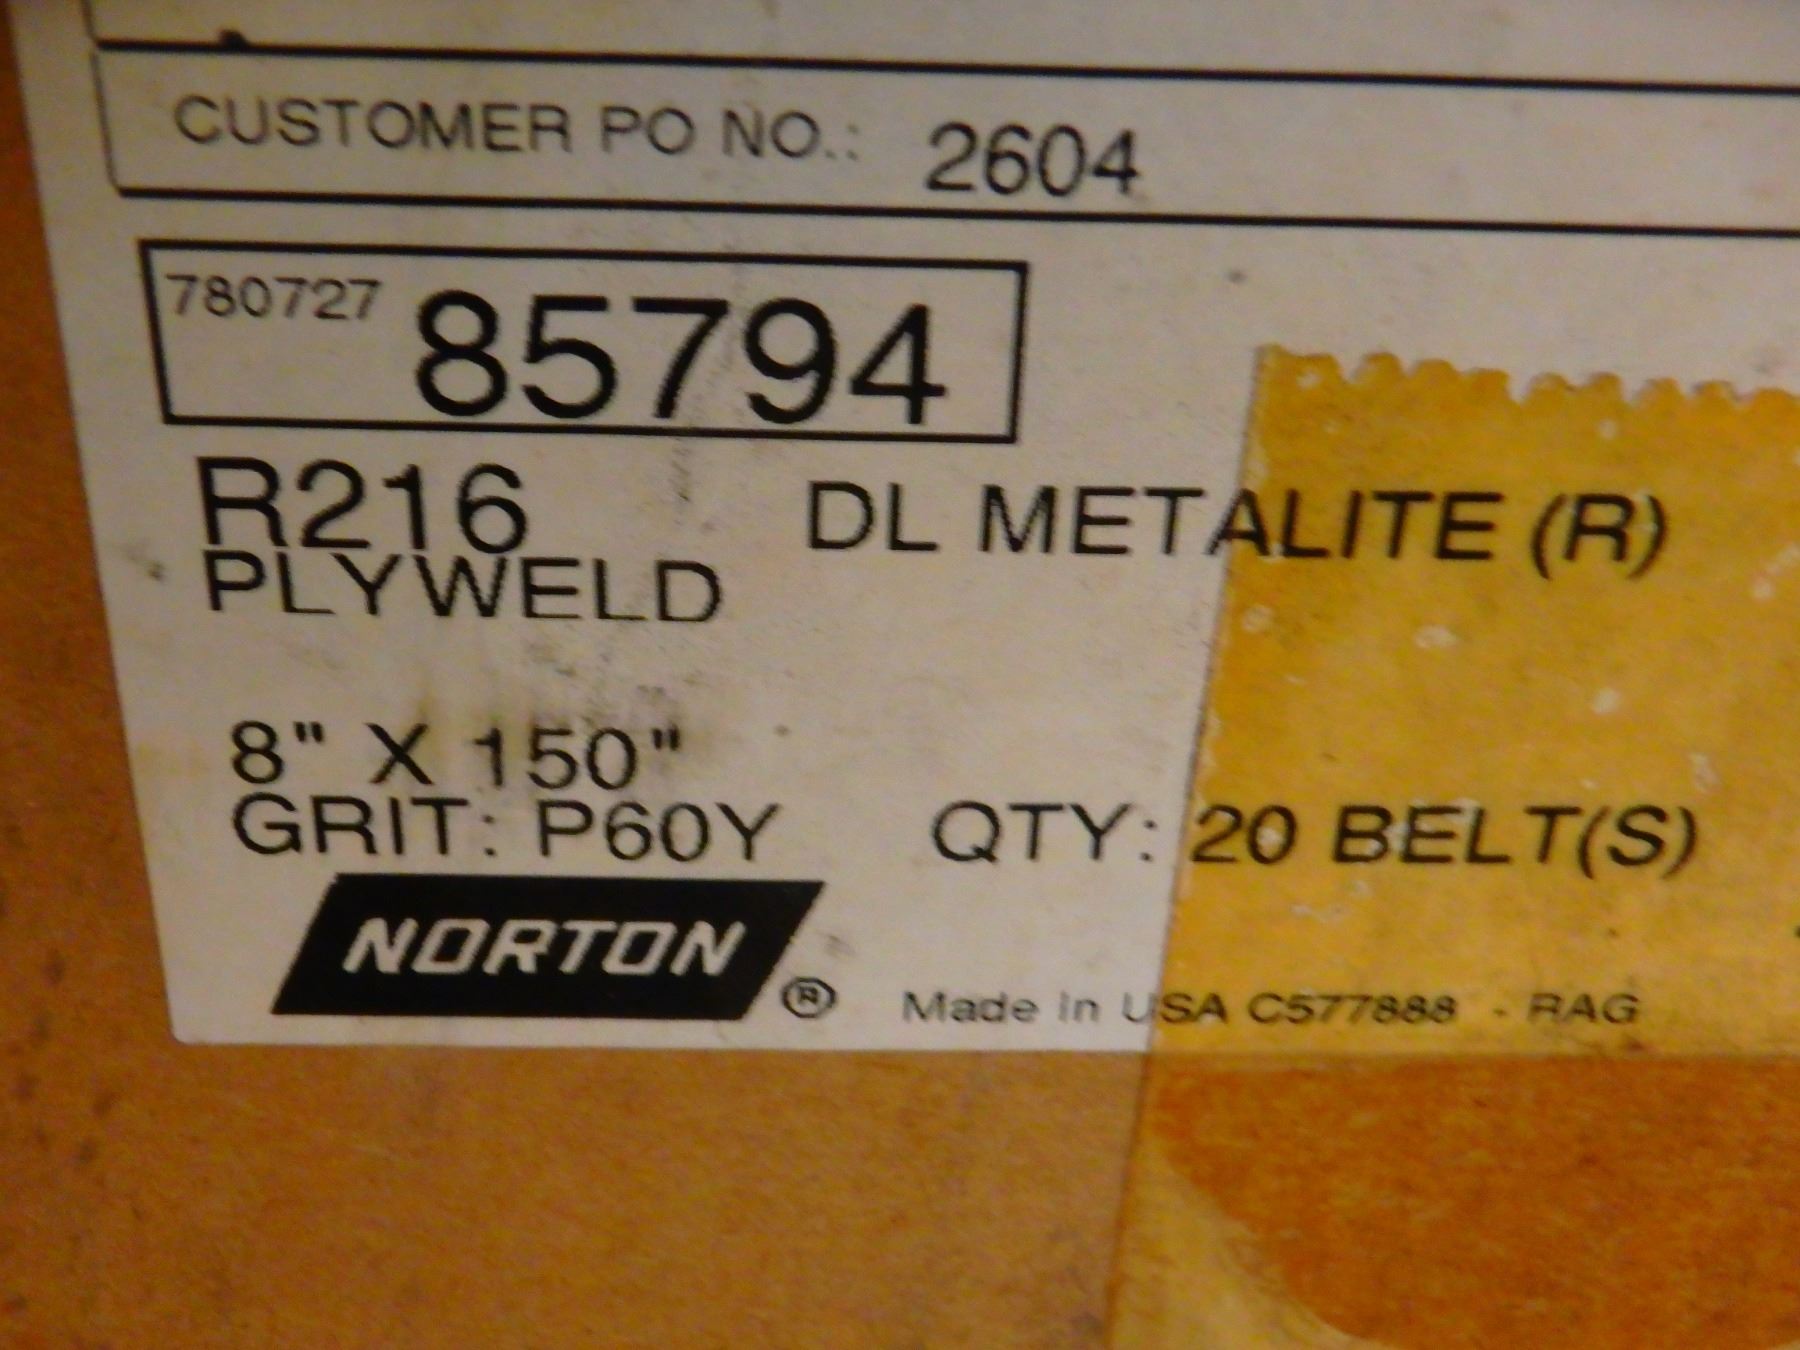 CUSTOMER PO NO.: 2604
780727 85794
R216 DL METALITE (R)
PLYWELD
8" X 150"
GRIT: P60Y QTY: 20 BELT(S)
NORTON ® Made In USA C577888 - RAG